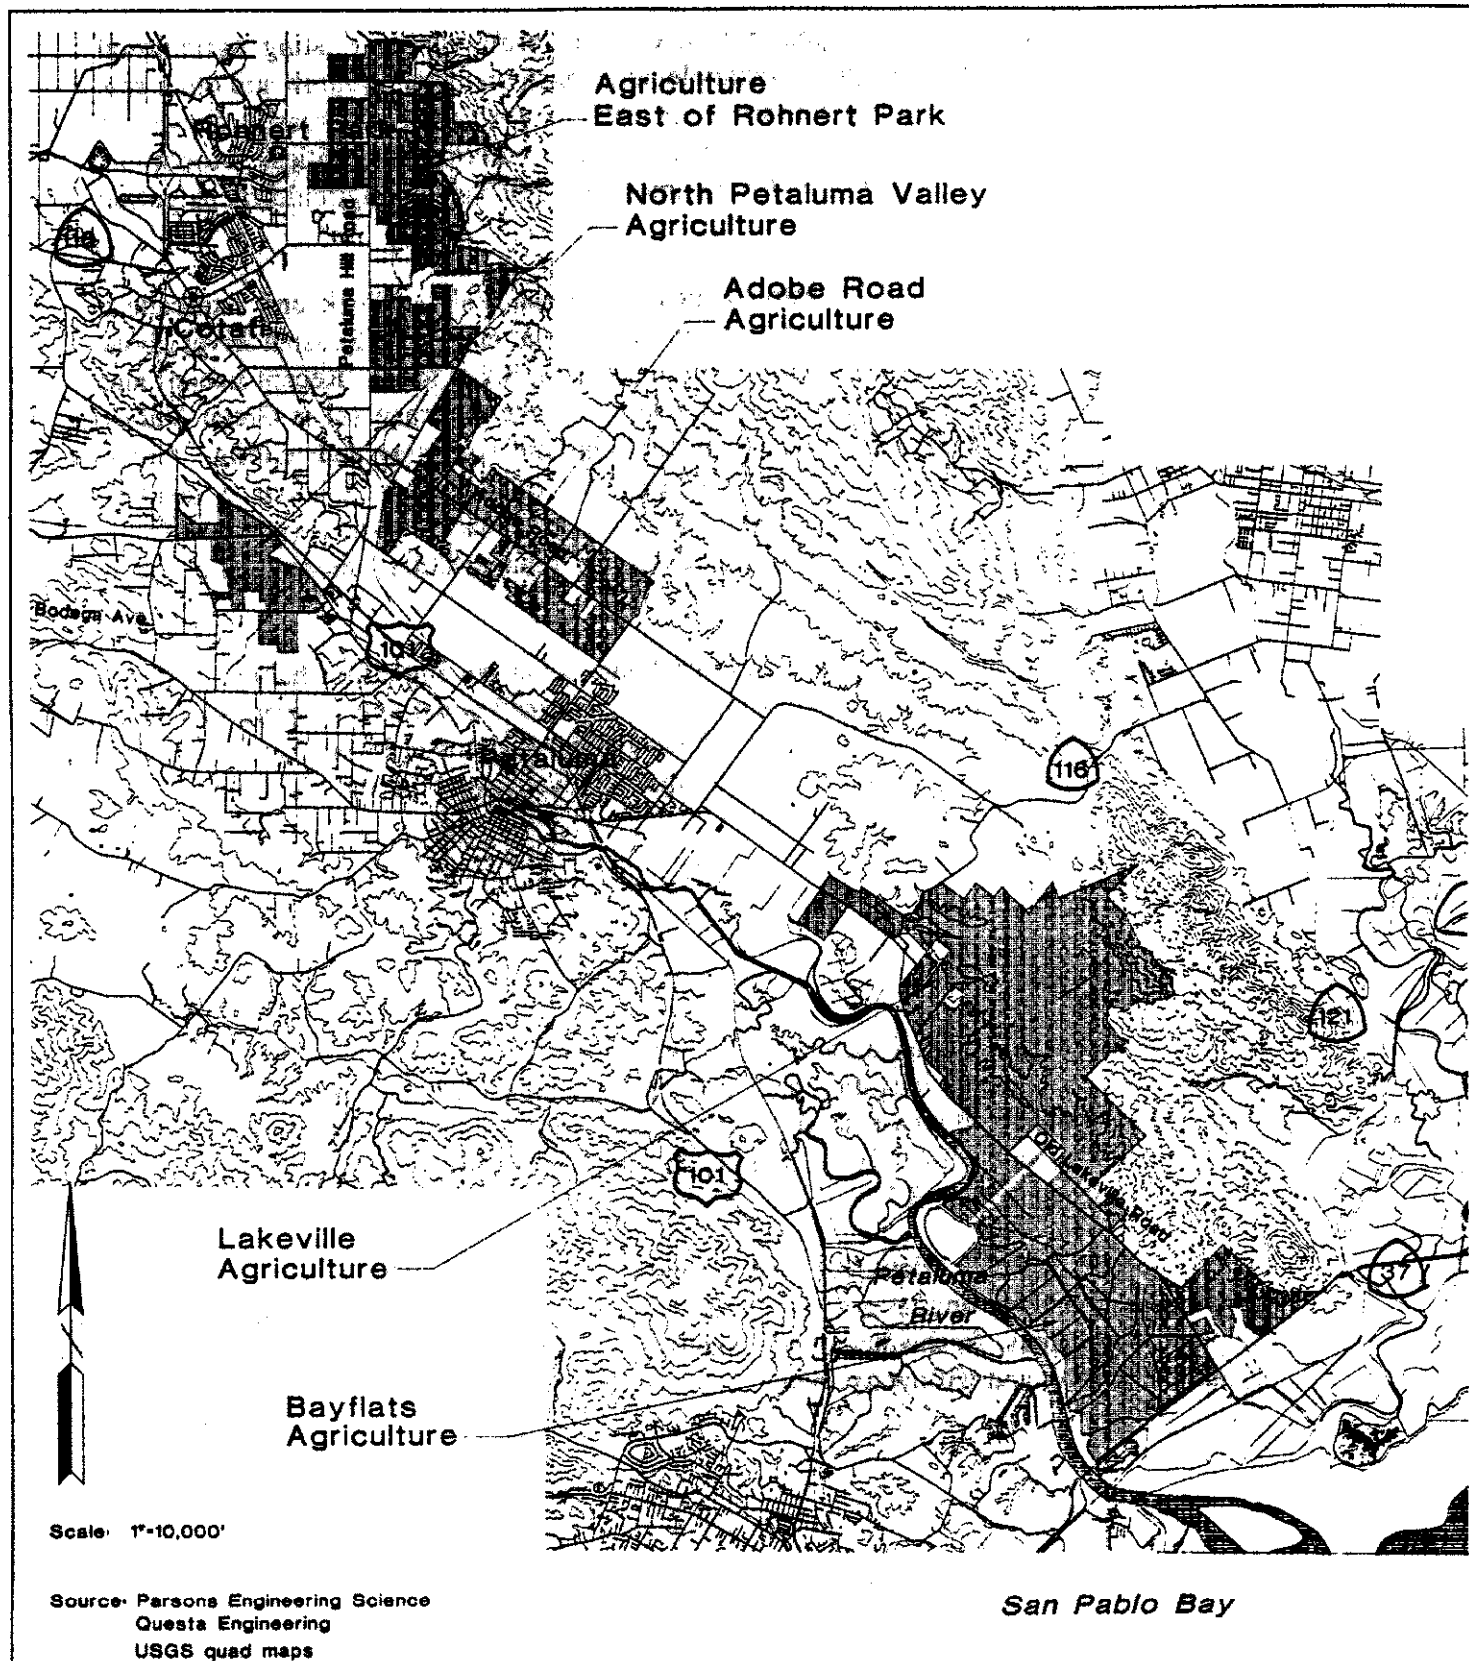 Agriculture
East of Rohnert Park
North Petaluma Valley
Agriculture
Adobe Road
Agriculture
Rohnert
Petaluma Hill Road
116
Cotati
Bodega Ave
101
Petaluma
116
121
Old Lakeville Road
101
Lakeville
Agriculture
37
Petaluma
River
Bayflats
Agriculture
Scale: 1"=10,000'
Source: Parsons Engineering Science
Questa Engineering
USGS quad maps
San Pablo Bay